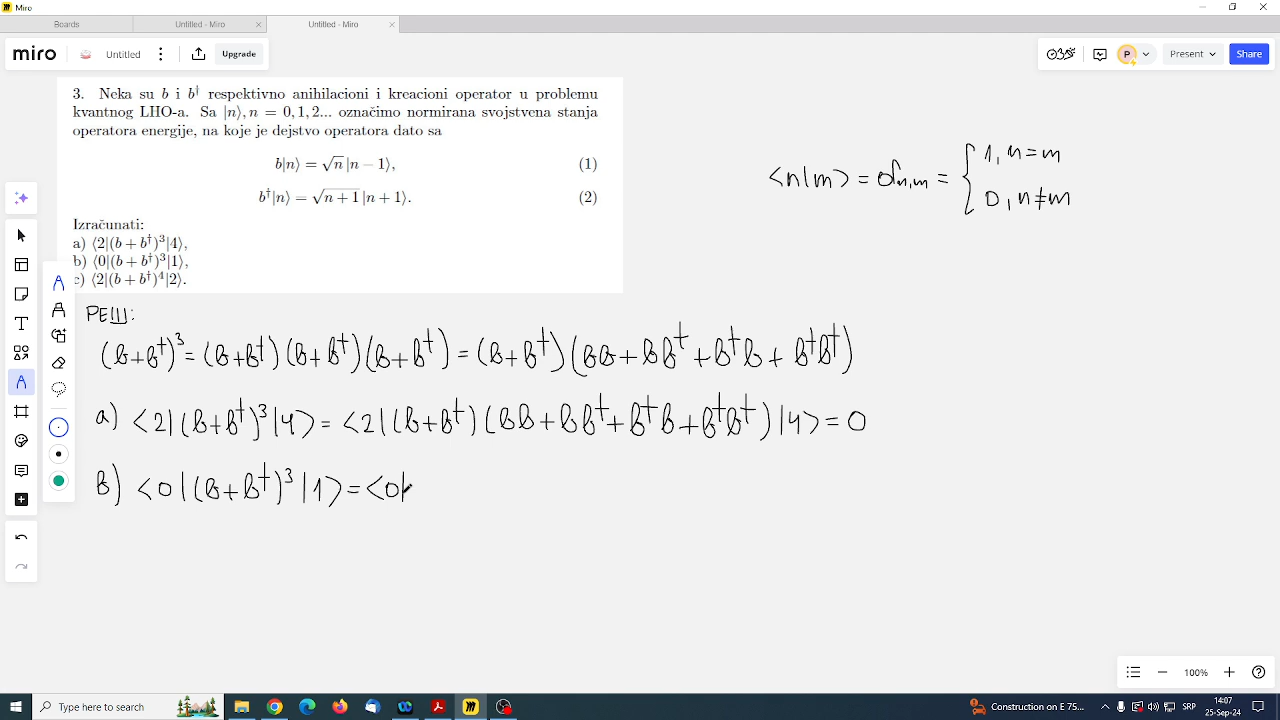 Miro
Boards
Untitled - Miro
Untitled - Miro
miro
Untitled
Upgrade
P
Present
Share
3. Neka su b i b† respektivno anihilacioni i kreacioni operator u problemu
kvantnog LHO-a. Sa |n⟩, n = 0, 1, 2... označimo normirana svojstvena stanja
operatora energije, na koje je dejstvo operatora dato sa
b|n⟩ = √n |n − 1⟩, (1)
b†|n⟩ = √(n + 1) |n + 1⟩. (2)
Izračunati:
a) ⟨2|(b + b†)³|4⟩,
b) ⟨0|(b + b†)³|1⟩,
c) ⟨2|(b + b†)⁴|2⟩.
<n|m> = δn,m = { 1, n=m
0, n≠m
РЕШ:
(b+b†)³ = (b+b†)(b+b†)(b+b†) = (b+b†)(bb+bb†+b†b+b†b†)
a) <2|(b+b†)³|4> = <2|(b+b†)(bb+bb†+b†b+b†b†)|4> = 0
в) <0|(b+b†)³|1> = <0|
100%
Type here to search
Construction on E 75...
SRP
14:07
25-Sep-24